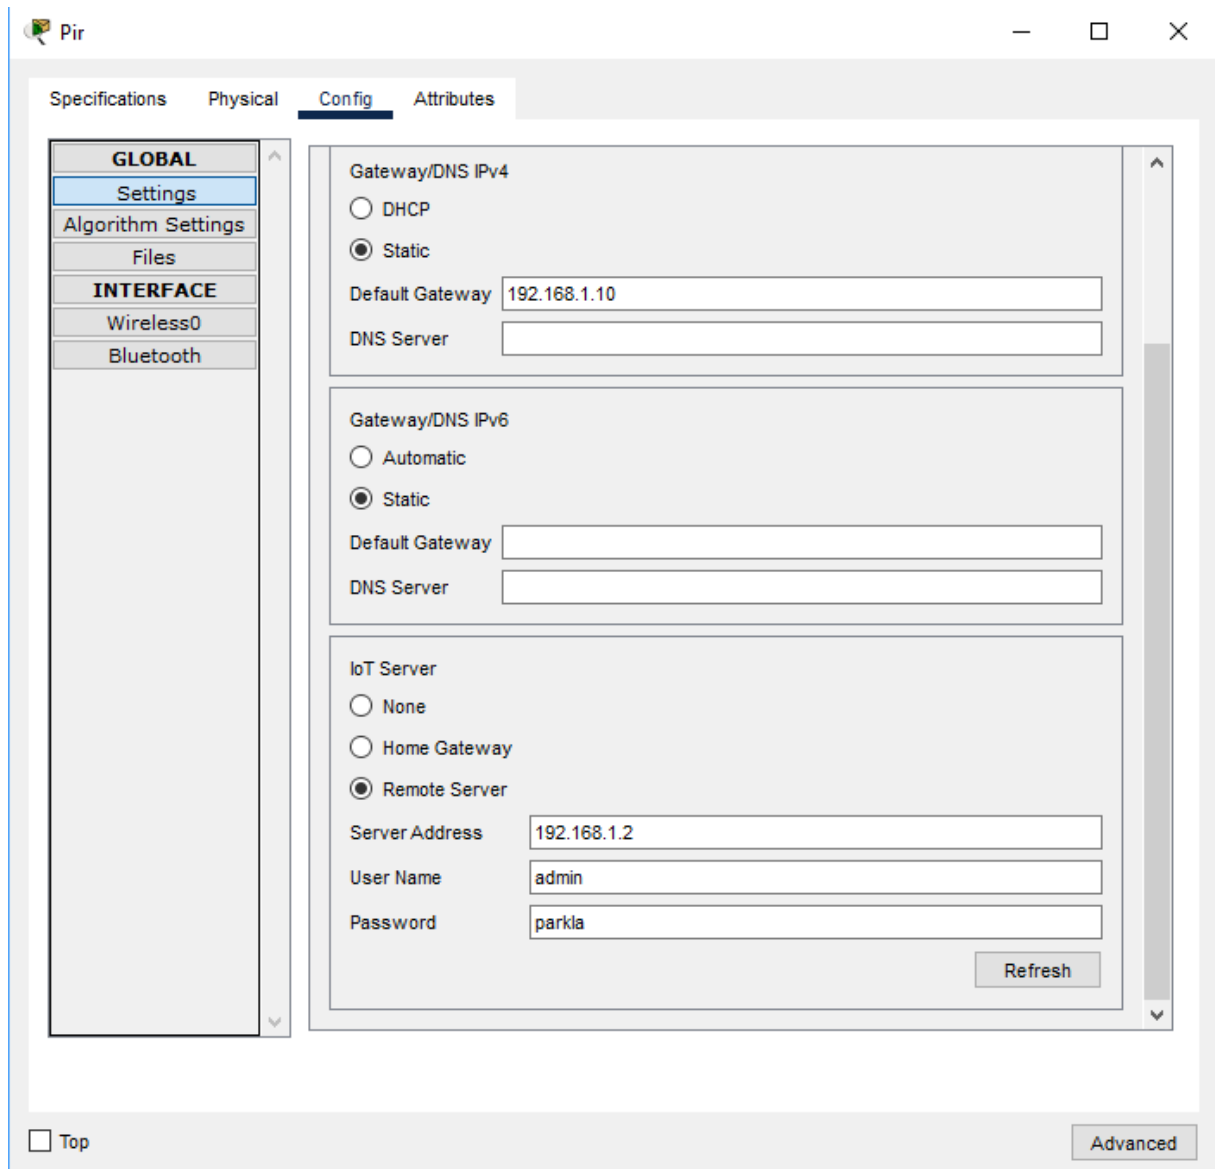 Pir
Specifications Physical Config Attributes
GLOBAL
Settings
Algorithm Settings
Files
INTERFACE
Wireless0
Bluetooth
Gateway/DNS IPv4
DHCP
Static
Default Gateway 192.168.1.10
DNS Server
Gateway/DNS IPv6
Automatic
Static
Default Gateway
DNS Server
IoT Server
None
Home Gateway
Remote Server
Server Address 192.168.1.2
User Name admin
Password parkla
Refresh
Top
Advanced